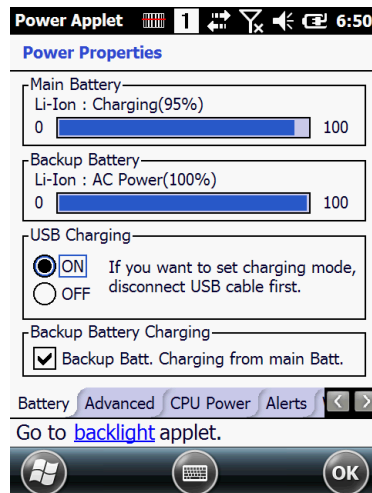 Power Applet 1 6:50
Power Properties
Main Battery
Li-Ion : Charging(95%)
0 100
Backup Battery
Li-Ion : AC Power(100%)
0 100
USB Charging
ON If you want to set charging mode,
OFF disconnect USB cable first.
Backup Battery Charging
Backup Batt. Charging from main Batt.
Battery Advanced CPU Power Alerts
Go to backlight applet.
OK